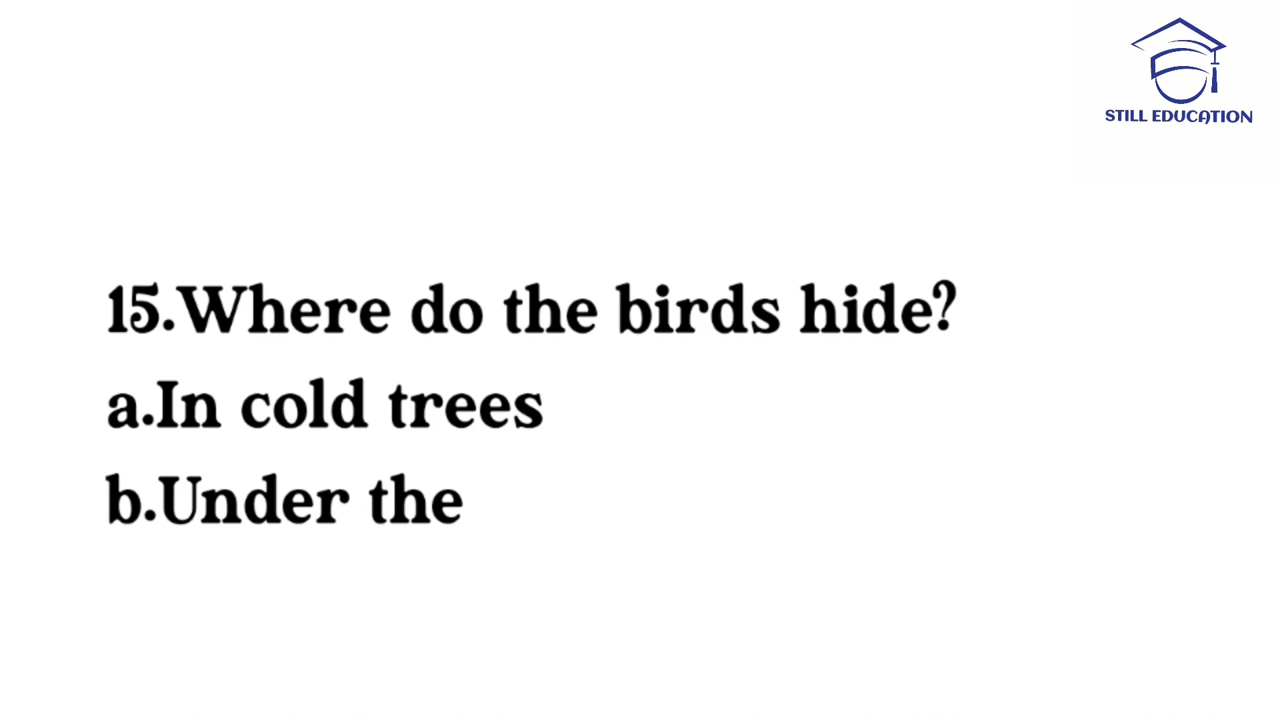 STILL EDUCATION
15.Where do the birds hide?
a.In cold trees
b.Under the